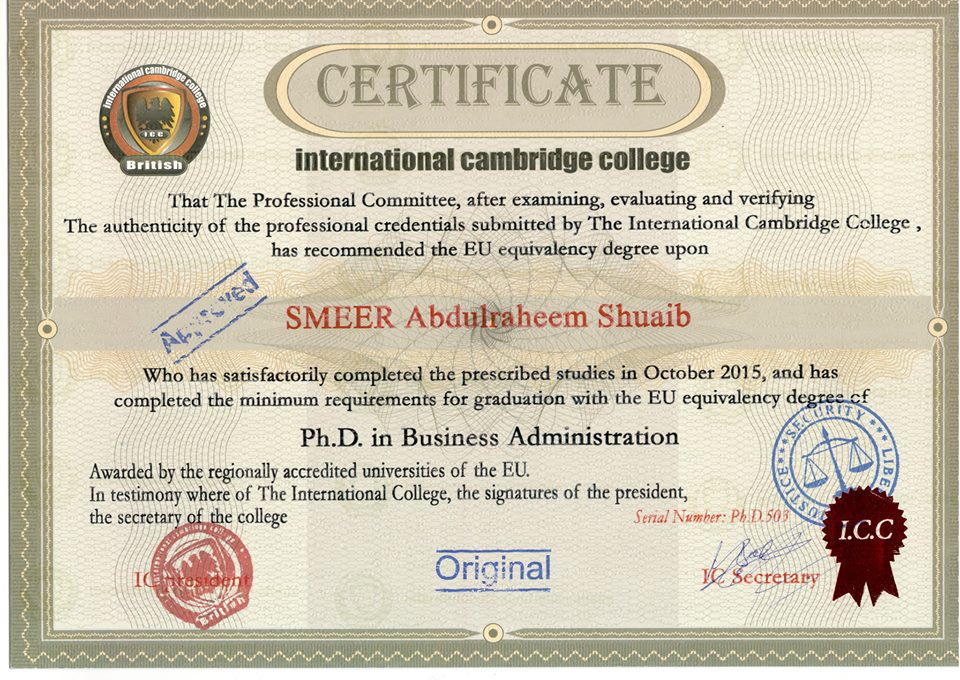 international cambridge college
I C C
British
CERTIFICATE
international cambridge college
That The Professional Committee, after examining, evaluating and verifying
The authenticity of the professional credentials submitted by The International Cambridge College ,
has recommended the EU equivalency degree upon
Approved
SMEER Abdulraheem Shuaib
Who has satisfactorily completed the prescribed studies in October 2015, and has
completed the minimum requirements for graduation with the EU equivalency degree of
Ph.D. in Business Administration
Awarded by the regionally accredited universities of the EU.
In testimony where of The International College, the signatures of the president,
the secretary of the college
Serial Number: Ph.D.503
SECURITY
JUSTICE
I.C.C
international cambridge college
British
IC President
Original
IC Secretary